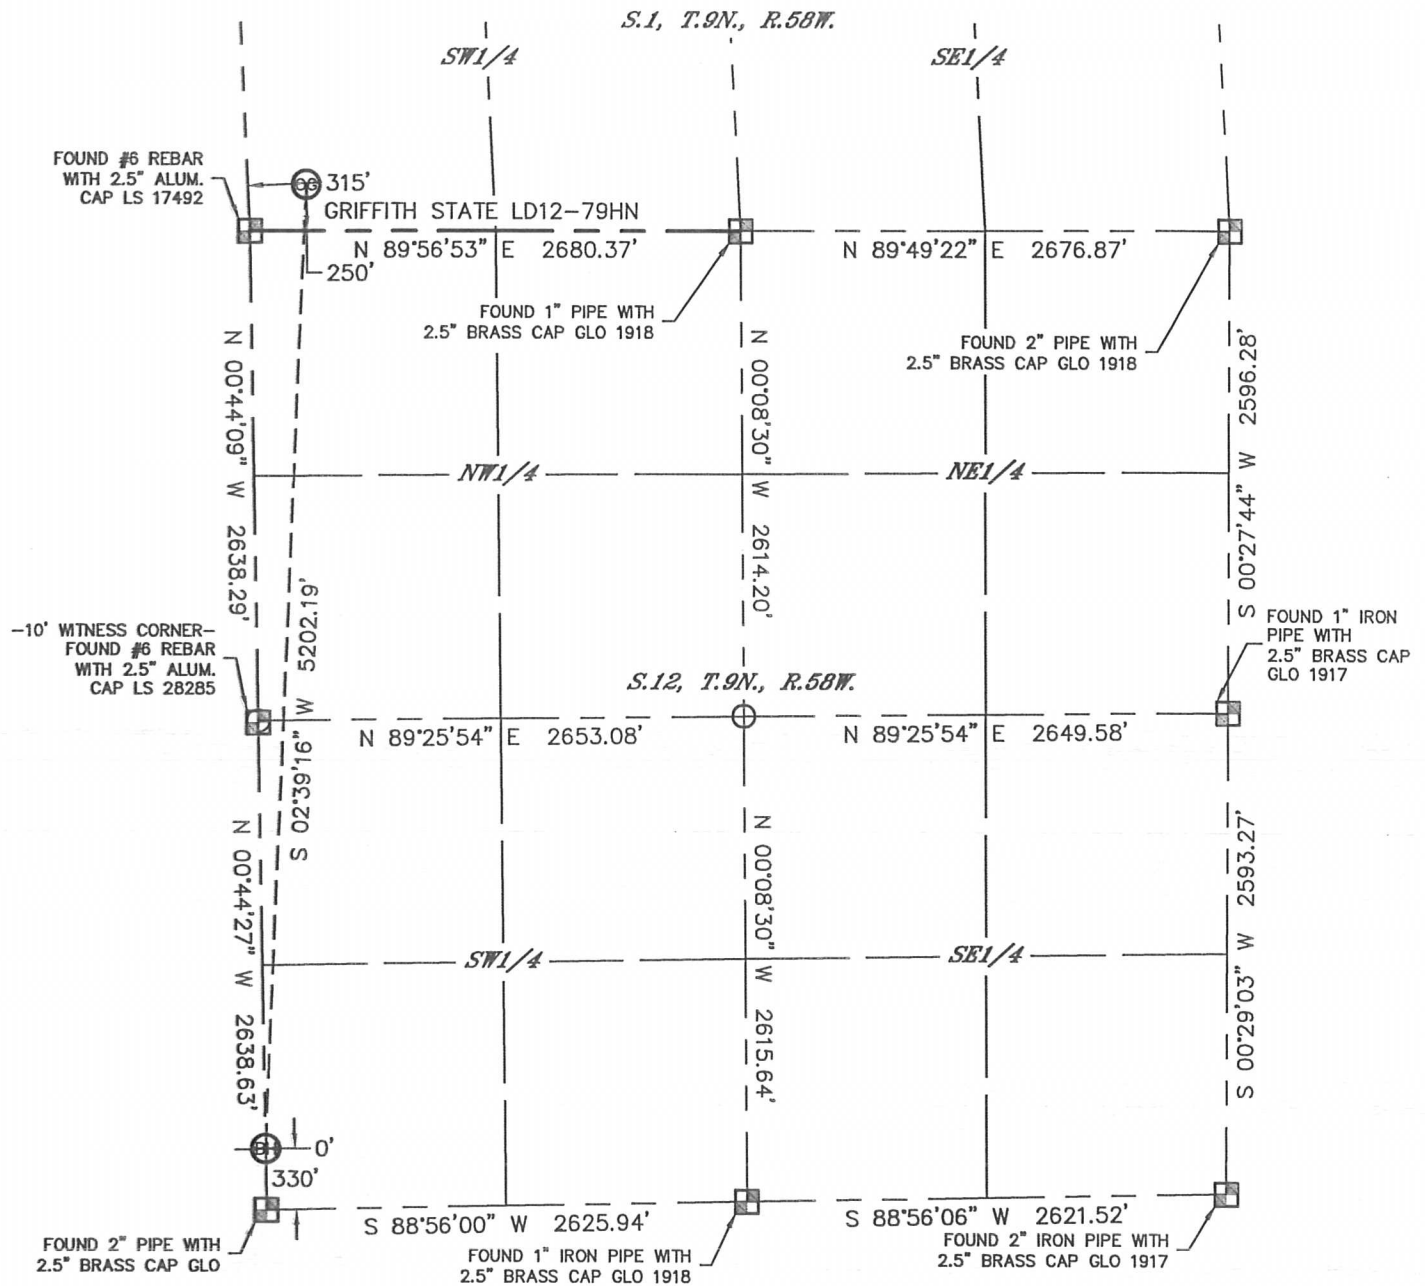 S.1, T.9N., R.58W.
SW1/4
SE1/4
FOUND #6 REBAR
WITH 2.5" ALUM.
CAP LS 17492
315'
GRIFFITH STATE LD12-79HN
N 89°56'53" E 2680.37'
N 89°49'22" E 2676.87'
250'
FOUND 1" PIPE WITH
2.5" BRASS CAP GLO 1918
FOUND 2" PIPE WITH
2.5" BRASS CAP GLO 1918
N 00°44'09" W 2638.29'
N 00°08'30" W 2614.20'
S 00°27'44" W 2596.28'
NW1/4
NE1/4
S 02°39'16" W 5202.19'
-10' WITNESS CORNER-
FOUND #6 REBAR
WITH 2.5" ALUM.
CAP LS 28285
FOUND 1" IRON
PIPE WITH
2.5" BRASS CAP
GLO 1917
S.12, T.9N., R.58W.
N 89°25'54" E 2653.08'
N 89°25'54" E 2649.58'
N 00°44'27" W 2638.63'
N 00°08'30" W 2615.64'
S 00°29'03" W 2593.27'
SW1/4
SE1/4
BH
0'
330'
S 88°56'00" W 2625.94'
S 88°56'06" W 2621.52'
FOUND 2" PIPE WITH
2.5" BRASS CAP GLO
FOUND 1" IRON PIPE WITH
2.5" BRASS CAP GLO 1918
FOUND 2" IRON PIPE WITH
2.5" BRASS CAP GLO 1917